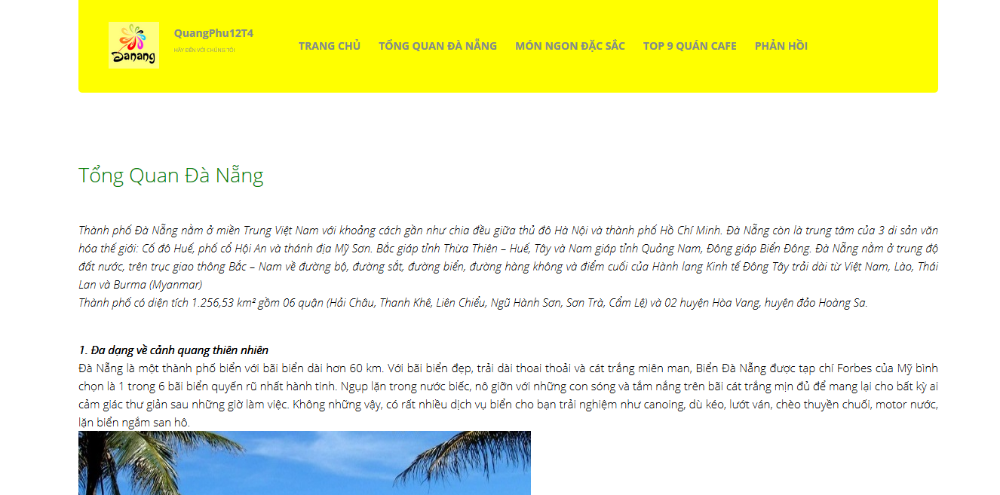 Danang
QuangPhu12T4
HÃY ĐẾN VỚI CHÚNG TÔI
TRANG CHỦ TỔNG QUAN ĐÀ NẴNG MÓN NGON ĐẶC SẮC TOP 9 QUÁN CAFE PHẢN HỒI
Tổng Quan Đà Nẵng
Thành phố Đà Nẵng nằm ở miền Trung Việt Nam với khoảng cách gần như chia đều giữa thủ đô Hà Nội và thành phố Hồ Chí Minh. Đà Nẵng còn là trung tâm của 3 di sản văn
hóa thế giới: Cố đô Huế, phố cổ Hội An và thánh địa Mỹ Sơn. Bắc giáp tỉnh Thừa Thiên – Huế, Tây và Nam giáp tỉnh Quảng Nam, Đông giáp Biển Đông. Đà Nẵng nằm ở trung độ
đất nước, trên trục giao thông Bắc – Nam về đường bộ, đường sắt, đường biển, đường hàng không và điểm cuối của Hành lang Kinh tế Đông Tây trải dài từ Việt Nam, Lào, Thái
Lan và Burma (Myanmar)
Thành phố có diện tích 1.256,53 km² gồm 06 quận (Hải Châu, Thanh Khê, Liên Chiểu, Ngũ Hành Sơn, Sơn Trà, Cẩm Lệ) và 02 huyện Hòa Vang, huyện đảo Hoàng Sa.
1. Đa dạng về cảnh quang thiên nhiên
Đà Nẵng là một thành phố biển với bãi biển dài hơn 60 km. Với bãi biển đẹp, trải dài thoai thoải và cát trắng miên man, Biển Đà Nẵng được tạp chí Forbes của Mỹ bình
chọn là 1 trong 6 bãi biển quyến rũ nhất hành tinh. Ngụp lặn trong nước biếc, nô giỡn với những con sóng và tắm nắng trên bãi cát trắng mịn đủ để mang lại cho bất kỳ ai
cảm giác thư giản sau những giờ làm việc. Không những vậy, có rất nhiều dịch vụ biển cho bạn trải nghiệm như canoing, dù kéo, lướt ván, chèo thuyền chuối, motor nước,
lặn biển ngắm san hô.